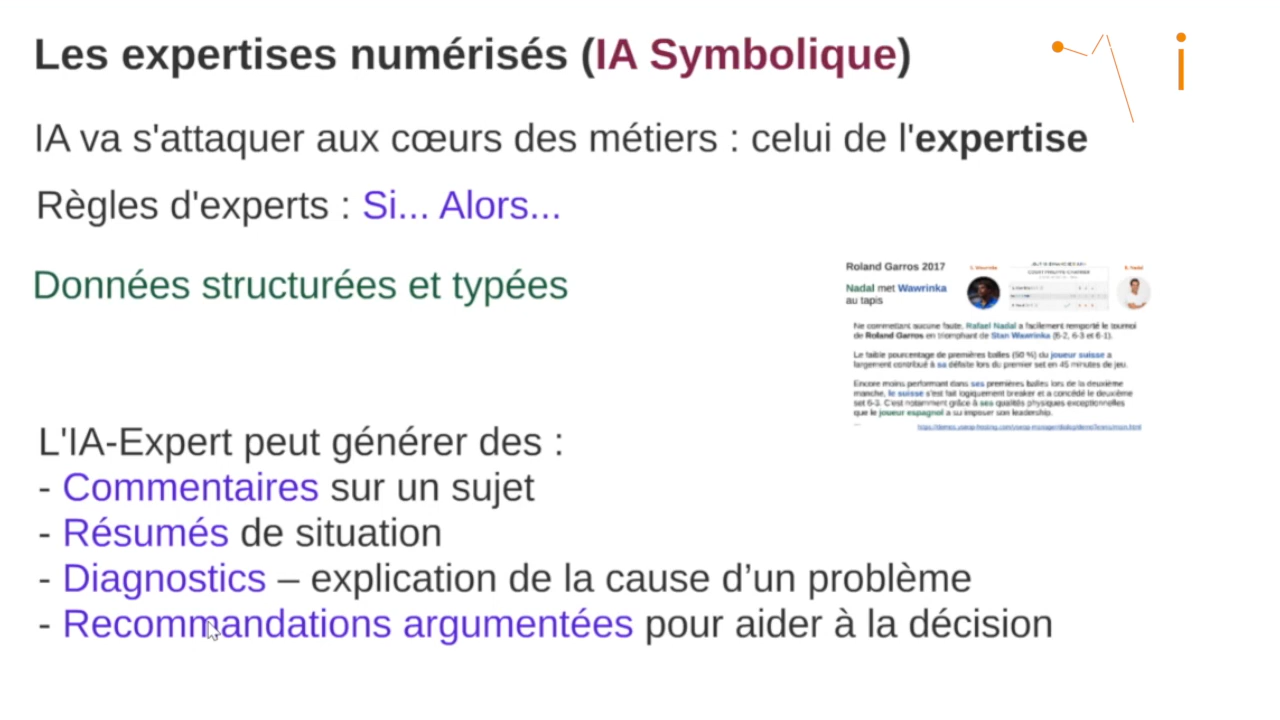 Les expertises numérisés (IA Symbolique)
IA va s'attaquer aux cœurs des métiers : celui de l'expertise
Règles d'experts : Si... Alors...
Données structurées et typées
Roland Garros 2017
Nadal met Wawrinka
au tapis
S. Wawrinka
R. Nadal
Ne commettant aucune faute, Rafael Nadal a facilement remporté le tournoi
de Roland Garros en triomphant de Stan Wawrinka (6-2, 6-3 et 6-1).
Le faible pourcentage de premières balles (50 %) du joueur suisse a
largement contribué à sa défaite lors du premier set en 45 minutes de jeu.
Encore moins performant dans ses premières balles lors de la deuxième
manche, le suisse s'est fait logiquement breaker et a concédé le deuxième
set 6-3. C'est notamment grâce à ses qualités physiques exceptionnelles
que le joueur espagnol a su imposer son leadership.
...
L'IA-Expert peut générer des :
- Commentaires sur un sujet
- Résumés de situation
- Diagnostics – explication de la cause d’un problème
- Recommandations argumentées pour aider à la décision